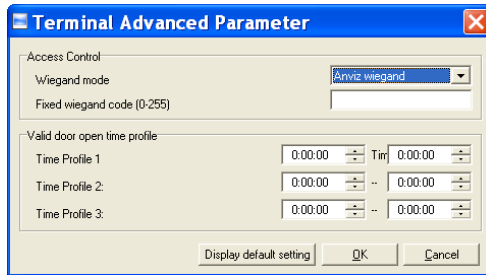 Terminal Advanced Parameter
Access Control
Wiegand mode Anviz wiegand
Fixed wiegand code (0-255)
Valid door open time profile
Time Profile 1 0:00:00 Tim 0:00:00
Time Profile 2: 0:00:00 -- 0:00:00
Time Profile 3: 0:00:00 -- 0:00:00
Display default setting OK Cancel